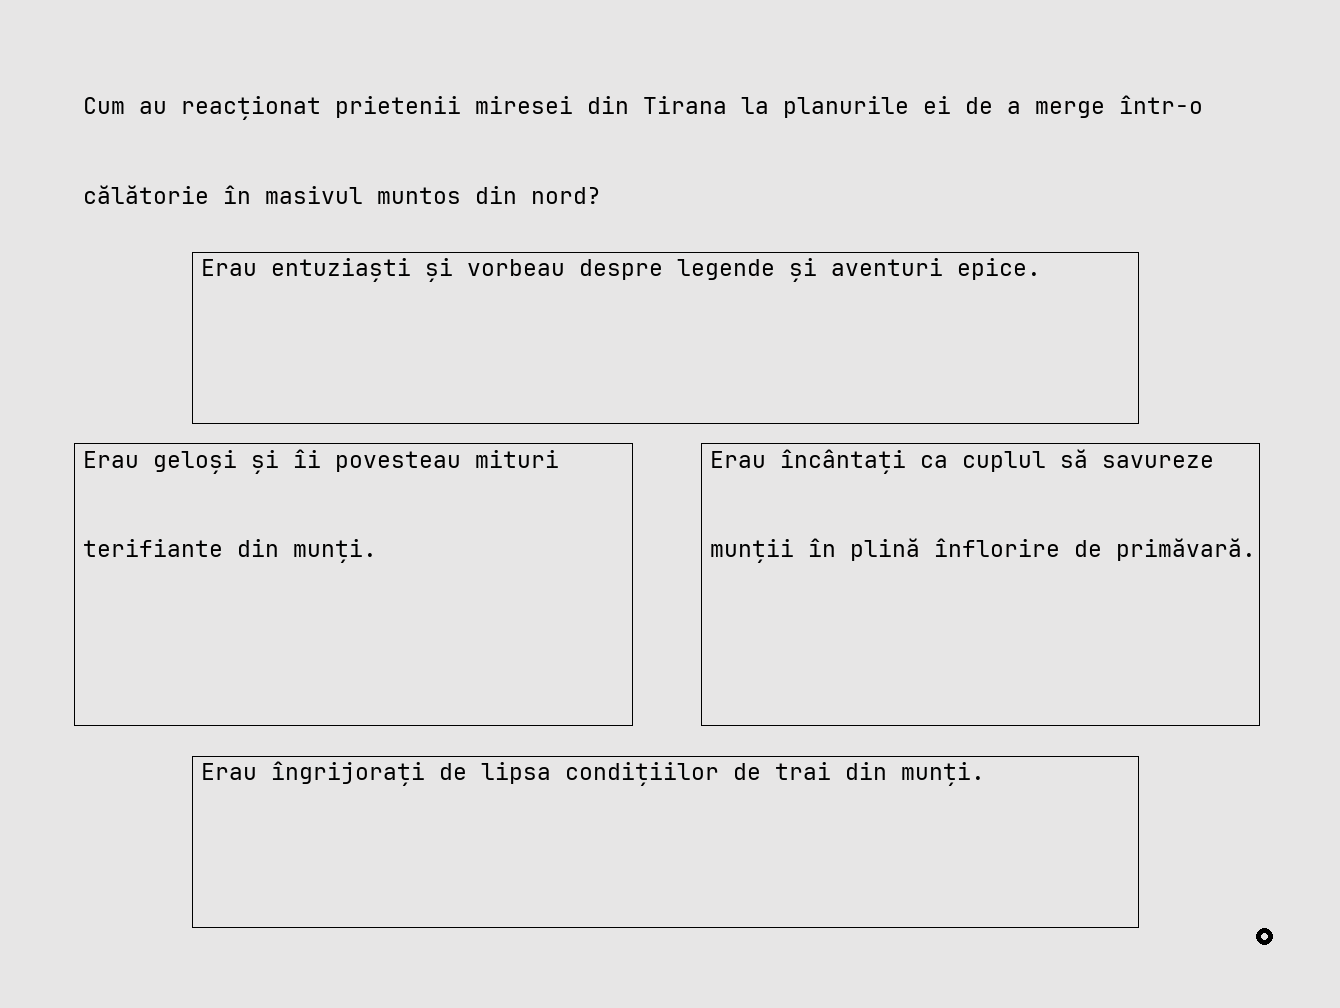 Cum au reacționat prietenii miresei din Tirana la planurile ei de a merge într-o
călătorie în masivul muntos din nord?
Erau entuziaști și vorbeau despre legende și aventuri epice.
Erau geloși și îi povesteau mituri
terifiante din munți.
Erau încântați ca cuplul să savureze
munții în plină înflorire de primăvară.
Erau îngrijorați de lipsa condițiilor de trai din munți.